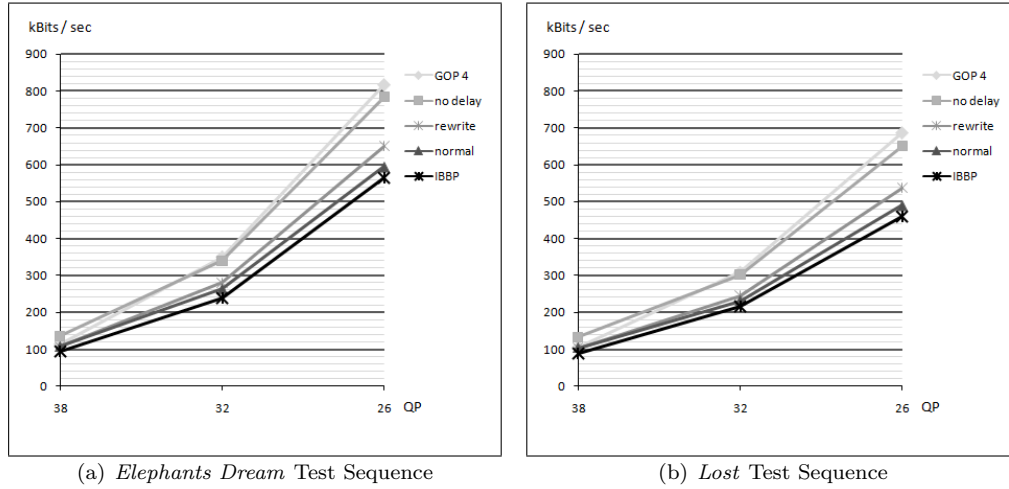 kBits / sec
900
800
700
600
500
400
300
200
100
0
38
32
26
QP
GOP 4
no delay
rewrite
normal
IBBP
(a) Elephants Dream Test Sequence
kBits / sec
900
800
700
600
500
400
300
200
100
0
38
32
26
QP
GOP 4
no delay
rewrite
normal
IBBP
(b) Lost Test Sequence